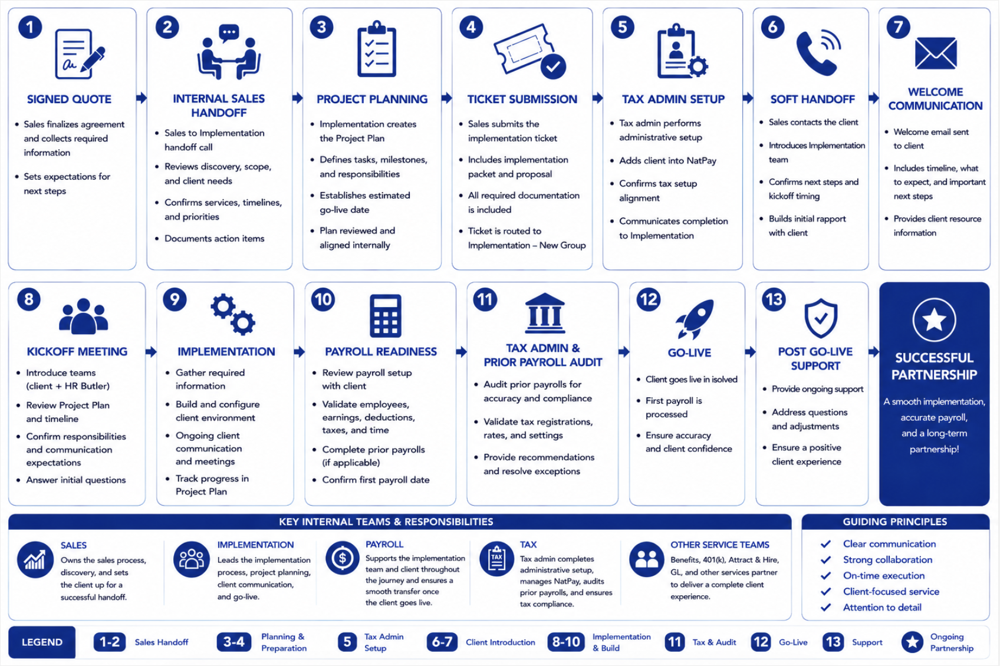 1
SIGNED QUOTE
• Sales finalizes agreement
and collects required
information
• Sets expectations for
next steps
2
INTERNAL SALES
HANDOFF
• Sales to Implementation
handoff call
• Reviews discovery, scope,
and client needs
• Confirms services, timelines,
and priorities
• Documents action items
3
PROJECT PLANNING
• Implementation creates
the Project Plan
• Defines tasks, milestones,
and responsibilities
• Establishes estimated
go-live date
• Plan reviewed and
aligned internally
4
TICKET SUBMISSION
• Sales submits the
implementation ticket
• Includes implementation
packet and proposal
• All required documentation
is included
• Ticket is routed to
Implementation – New Group
5
TAX ADMIN SETUP
• Tax admin performs
administrative setup
• Adds client into NatPay
• Confirms tax setup
alignment
• Communicates completion
to Implementation
6
SOFT HANDOFF
• Sales contacts the client
• Introduces Implementation
team
• Confirms next steps and
kickoff timing
• Builds initial rapport
with client
7
WELCOME
COMMUNICATION
• Welcome email sent
to client
• Includes timeline, what
to expect, and important
next steps
• Provides client resource
information
8
KICKOFF MEETING
• Introduce teams
(client + HR Butler)
• Review Project Plan
and timeline
• Confirm responsibilities
and communication
expectations
• Answer initial questions
9
IMPLEMENTATION
• Gather required
information
• Build and configure
client environment
• Ongoing client
communication
and meetings
• Track progress in
Project Plan
10
PAYROLL READINESS
• Review payroll setup
with client
• Validate employees,
earnings, deductions,
taxes, and time
• Complete prior payrolls
(if applicable)
• Confirm first payroll date
11
TAX ADMIN &
PRIOR PAYROLL AUDIT
• Audit prior payrolls for
accuracy and compliance
• Validate tax registrations,
rates, and settings
• Provide recommendations
and resolve exceptions
12
GO-LIVE
• Client goes live in isolved
• First payroll is
processed
• Ensure accuracy
and client confidence
13
POST GO-LIVE
SUPPORT
• Provide ongoing support
• Address questions
and adjustments
• Ensure a positive
client experience
SUCCESSFUL
PARTNERSHIP
A smooth implementation,
accurate payroll,
and a long-term
partnership!
KEY INTERNAL TEAMS & RESPONSIBILITIES
SALES
Owns the sales process,
discovery, and sets
the client up for a
successful handoff.
IMPLEMENTATION
Leads the implementation
process, project planning,
client communication,
and go-live.
$
PAYROLL
Supports the implementation
team and client throughout
the journey and ensures a
smooth transfer once
the client goes live.
TAX
TAX
Tax admin completes
administrative setup,
manages NatPay, audits
prior payrolls, and ensures
tax compliance.
OTHER SERVICE TEAMS
Benefits, 401(k), Attract & Hire,
GL, and other services partner
to deliver a complete client
experience.
GUIDING PRINCIPLES
Clear communication
Strong collaboration
On-time execution
Client-focused service
Attention to detail
LEGEND
1-2 Sales Handoff
3-4 Planning &
Preparation
5 Tax Admin
Setup
6-7 Client Introduction
8-10 Implementation
& Build
11 Tax & Audit
12 Go-Live
13 Support
Ongoing
Partnership